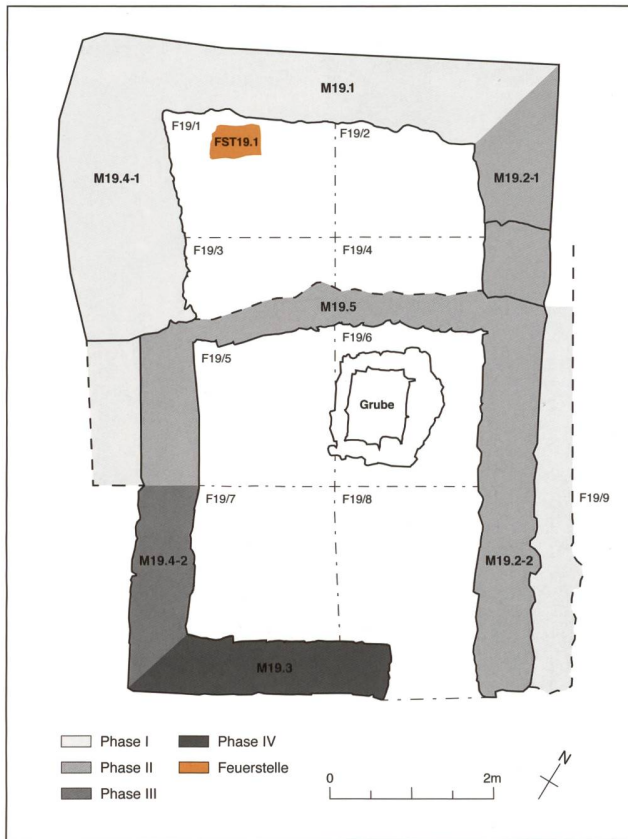 M19.1
F19/1
F19/2
FST19.1
M19.4-1
M19.2-1
F19/3
F19/4
M19.5
F19/5
F19/6
Grube
F19/7
F19/8
F19/9
M19.4-2
M19.2-2
M19.3
Phase I
Phase IV
Phase II
Feuerstelle
Phase III
0
2m
N